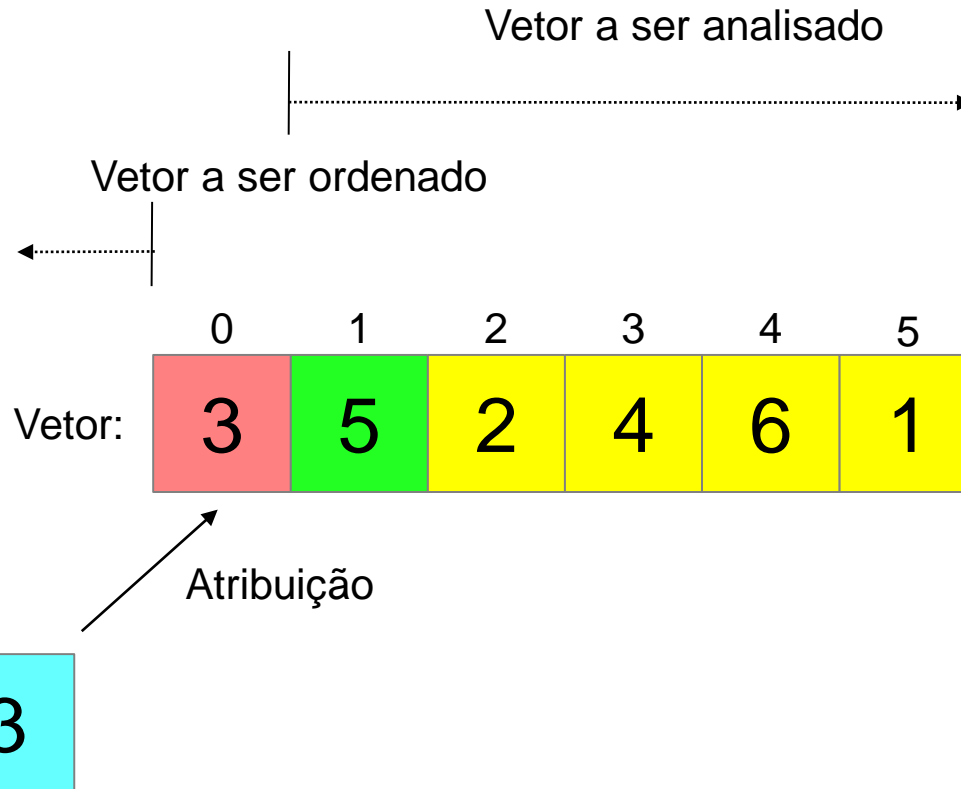 Vetor a ser analisado
Vetor a ser ordenado
0 1 2 3 4 5
Vetor: 3 5 2 4 6 1
Atribuição
3